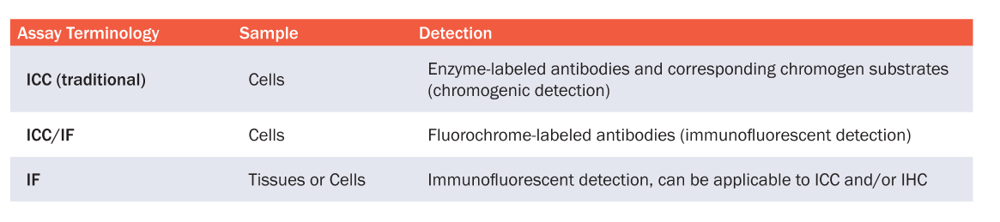 Assay Terminology Sample Detection
ICC (traditional) Cells Enzyme-labeled antibodies and corresponding chromogen substrates
(chromogenic detection)
ICC/IF Cells Fluorochrome-labeled antibodies (immunofluorescent detection)
IF Tissues or Cells Immunofluorescent detection, can be applicable to ICC and/or IHC